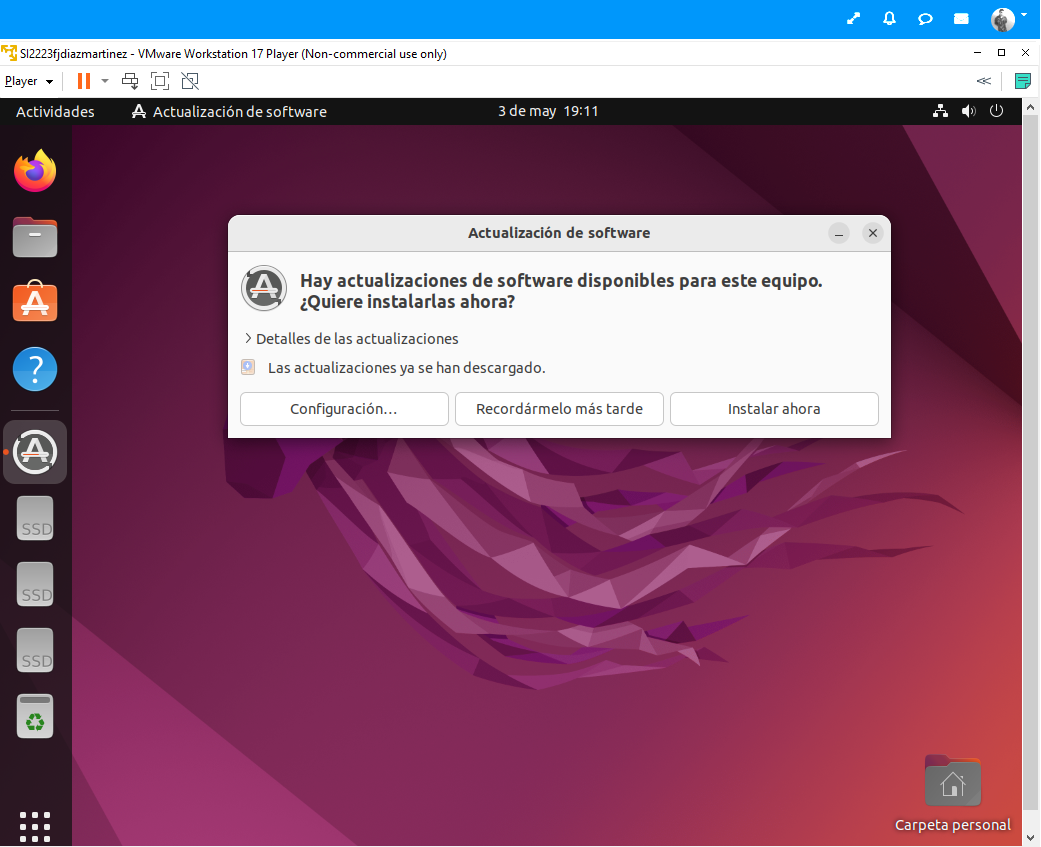 SI2223fjdiazmartinez - VMware Workstation 17 Player (Non-commercial use only)
Player
Actividades
Actualización de software
3 de may 19:11
Actualización de software
Hay actualizaciones de software disponibles para este equipo.
¿Quiere instalarlas ahora?
Detalles de las actualizaciones
Las actualizaciones ya se han descargado.
Configuración…
Recordármelo más tarde
Instalar ahora
SSD
SSD
SSD
Carpeta personal